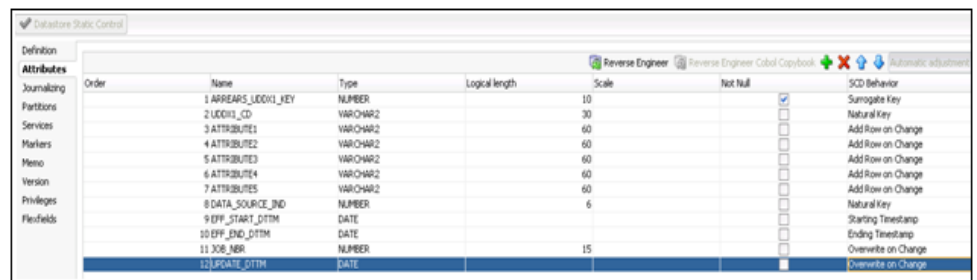 Datastore Static Control
Definition
Attributes
Journalizing
Partitions
Services
Markers
Memo
Version
Privileges
Flexfields
Reverse Engineer Reverse Engineer Cobol Copybook Automatic adjustment
Order Name Type Logical length Scale Not Null SCD Behavior
1 ARREARS_UDDX1_KEY NUMBER 10 Surrogate Key
2 UDDX1_CD VARCHAR2 30 Natural Key
3 ATTRIBUTE1 VARCHAR2 60 Add Row on Change
4 ATTRIBUTE2 VARCHAR2 60 Add Row on Change
5 ATTRIBUTE3 VARCHAR2 60 Add Row on Change
6 ATTRIBUTE4 VARCHAR2 60 Add Row on Change
7 ATTRIBUTE5 VARCHAR2 60 Add Row on Change
8 DATA_SOURCE_IND NUMBER 6 Natural Key
9 EFF_START_DTTM DATE Starting Timestamp
10 EFF_END_DTTM DATE Ending Timestamp
11 JOB_NBR NUMBER 15 Overwrite on Change
12 UPDATE_DTTM DATE Overwrite on Change